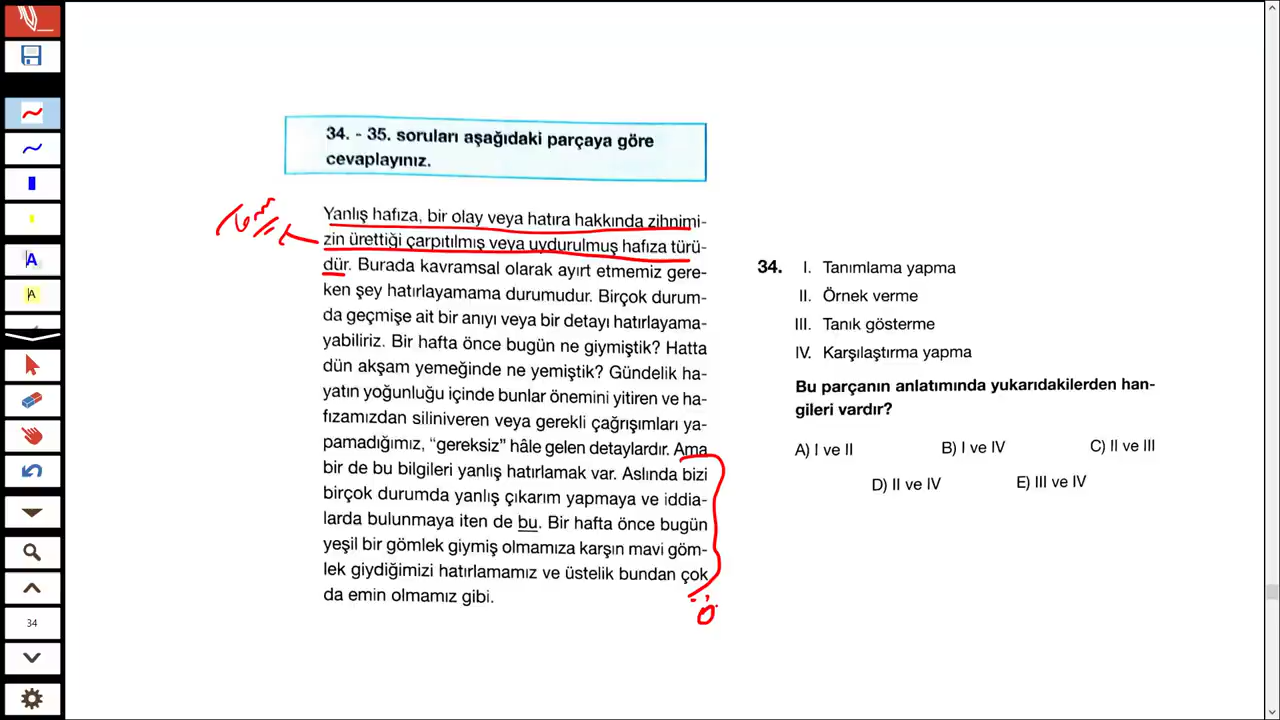 34. - 35. soruları aşağıdaki parçaya göre
cevaplayınız.
Yanlış hafıza, bir olay veya hatıra hakkında zihnimi-
zin ürettiği çarpıtılmış veya uydurulmuş hafıza türü-
dür. Burada kavramsal olarak ayırt etmemiz gere-
ken şey hatırlayamama durumudur. Birçok durum-
da geçmişe ait bir anıyı veya bir detayı hatırlayama-
yabiliriz. Bir hafta önce bugün ne giymiştik? Hatta
dün akşam yemeğinde ne yemiştik? Gündelik ha-
yatın yoğunluğu içinde bunlar önemini yitiren ve ha-
fızamızdan siliniveren veya gerekli çağrışımları ya-
pamadığımız, “gereksiz” hâle gelen detaylardır. Ama
bir de bu bilgileri yanlış hatırlamak var. Aslında bizi
birçok durumda yanlış çıkarım yapmaya ve iddia-
larda bulunmaya iten de bu. Bir hafta önce bugün
yeşil bir gömlek giymiş olmamıza karşın mavi göm-
lek giydiğimizi hatırlamamız ve üstelik bundan çok
da emin olmamız gibi.
Ö
34. I. Tanımlama yapma
II. Örnek verme
III. Tanık gösterme
IV. Karşılaştırma yapma
Bu parçanın anlatımında yukarıdakilerden han-
gileri vardır?
A) I ve II B) I ve IV C) II ve III
D) II ve IV E) III ve IV
A
A
34